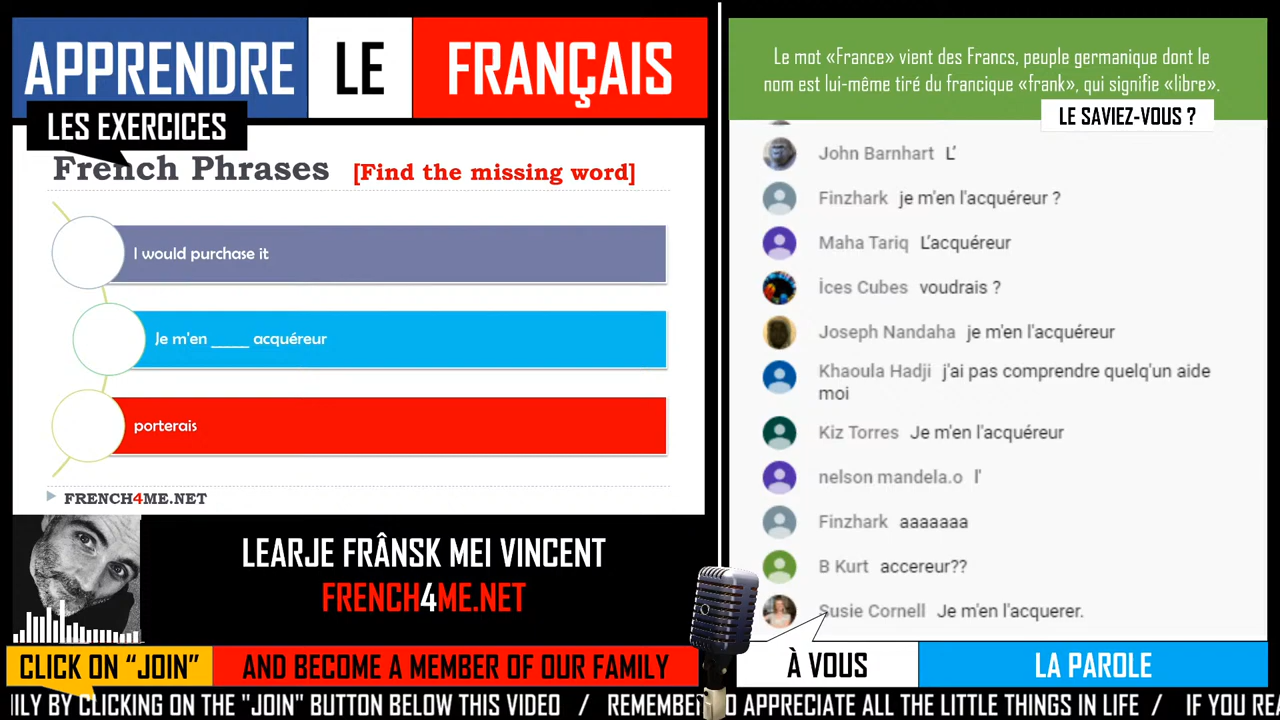 APPRENDRE LE FRANÇAIS
LES EXERCICES
French Phrases [Find the missing word]
I would purchase it
Je m'en _____ acquéreur
porterais
FRENCH4ME.NET
LEARJE FRÂNSK MEI VINCENT
FRENCH4ME.NET
CLICK ON “JOIN” AND BECOME A MEMBER OF OUR FAMILY
Le mot «France» vient des Francs, peuple germanique dont le
nom est lui-même tiré du francique «frank», qui signifie «libre».
LE SAVIEZ-VOUS ?
John Barnhart L’
Finzhark je m'en l'acquéreur ?
Maha Tariq L’acquéreur
İces Cubes voudrais ?
Joseph Nandaha je m'en l'acquéreur
Khaoula Hadji j'ai pas comprendre quelq'un aide
moi
Kiz Torres Je m'en l'acquéreur
nelson mandela.o l'
Finzhark aaaaaaa
B Kurt accereur??
Susie Cornell Je m'en l'acquerer.
À VOUS LA PAROLE
ILY BY CLICKING ON THE "JOIN" BUTTON BELOW THIS VIDEO / REMEMBER TO APPRECIATE ALL THE LITTLE THINGS IN LIFE / IF YOU REA